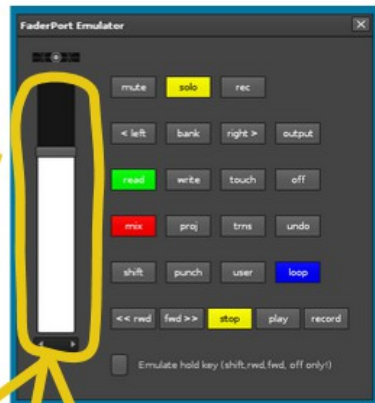 FaderPort Emulator
mute solo rec
< left bank right > output
read write touch off
mix proj trns undo
shift punch user loop
<< rwd fwd >> stop play record
Emulate hold key (shift,rwd,fwd, off only!)